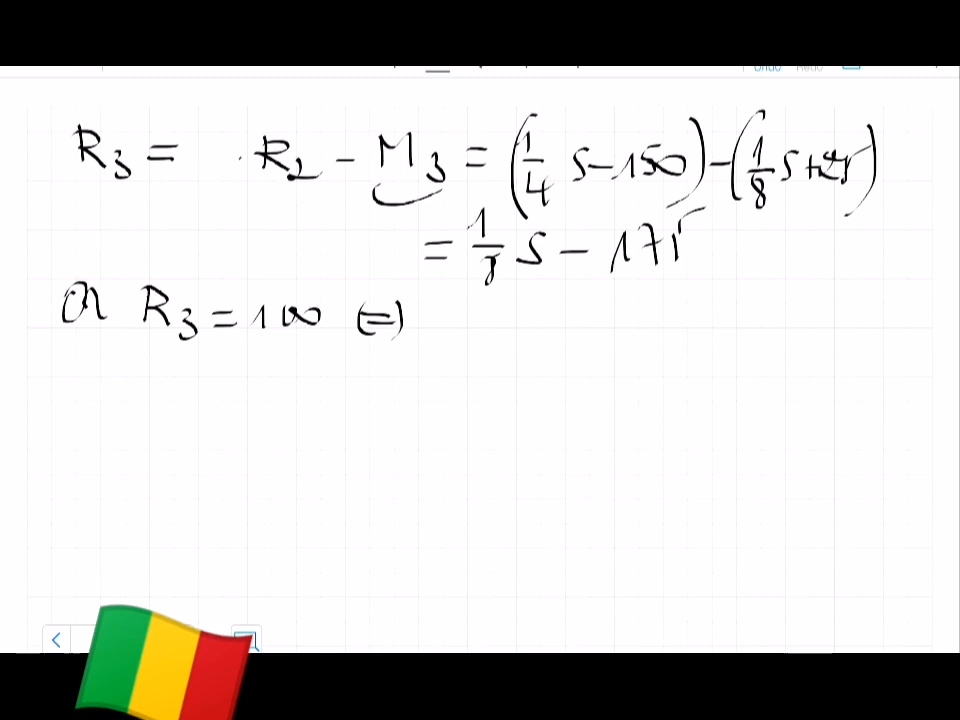 R₃ = R₂ - M₃ = (1/4 S - 150) - (1/8 S + 25)
= 1/8 S - 175
Or R₃ = 100 (=)